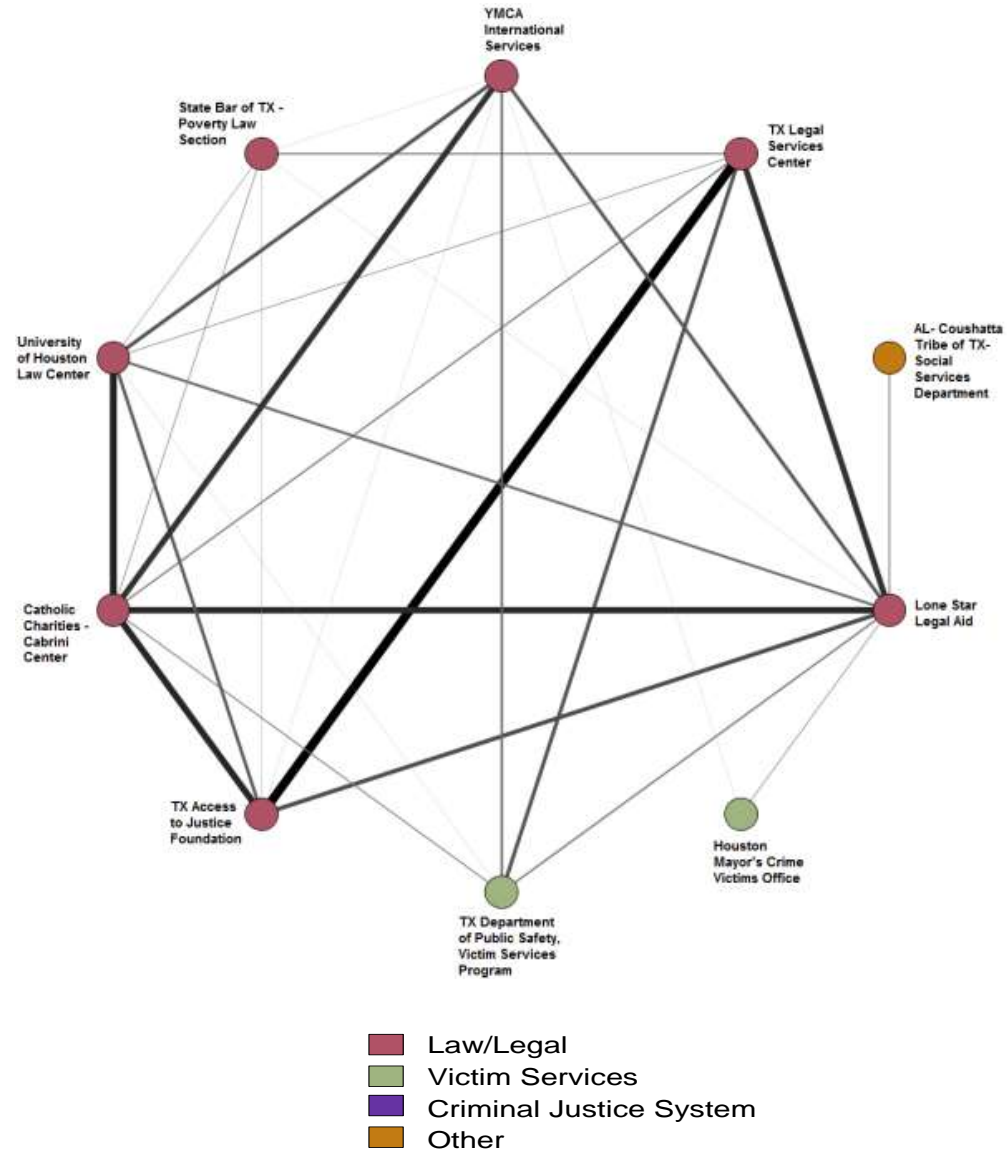 YMCA
International
Services
State Bar of TX -
Poverty Law
Section
TX Legal
Services
Center
University
of Houston
Law Center
AL- Coushatta
Tribe of TX-
Social
Services
Department
Catholic
Charities -
Cabrini
Center
Lone Star
Legal Aid
TX Access
to Justice
Foundation
Houston
Mayor's Crime
Victims Office
TX Department
of Public Safety,
Victim Services
Program
Law/Legal
Victim Services
Criminal Justice System
Other